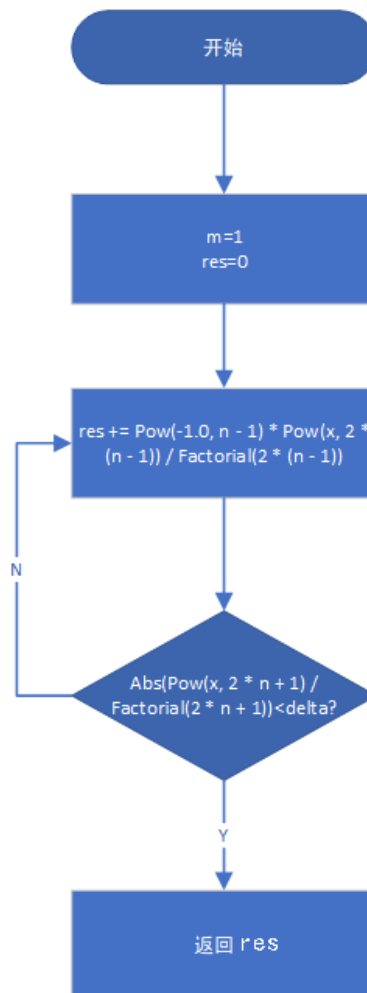 开始
m=1
res=0
res += Pow(-1.0, n - 1) * Pow(x, 2 *
(n - 1)) / Factorial(2 * (n - 1))
N
Abs(Pow(x, 2 * n + 1) /
Factorial(2 * n + 1))<delta?
Y
返回 res